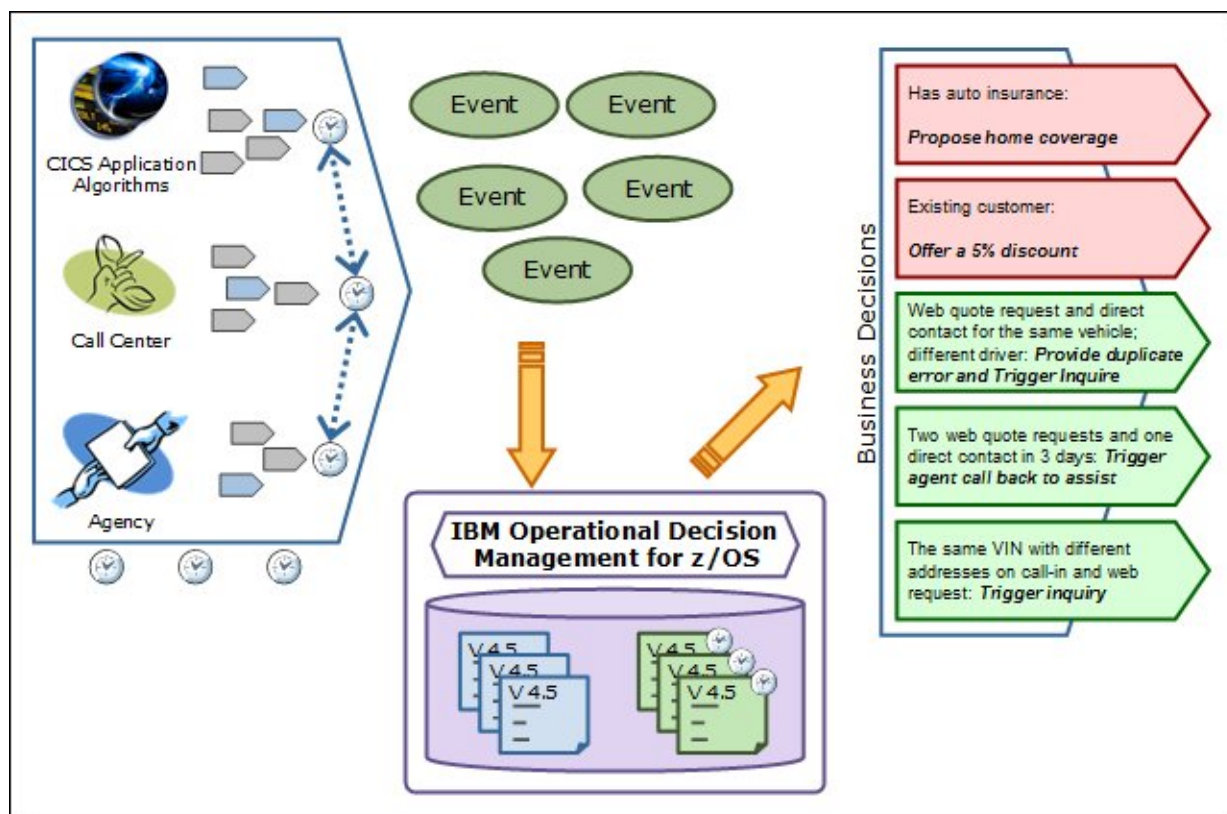 CICS Application
Algorithms
Call Center
Agency
Event
Event
Event
Event
Event
IBM Operational Decision
Management for z/OS
V 4.5
V 4.5
V 4.5
V 4.5
V 4.5
V 4.5
Business Decisions
Has auto insurance:
Propose home coverage
Existing customer:
Offer a 5% discount
Web quote request and direct
contact for the same vehicle;
different driver: Provide duplicate
error and Trigger Inquire
Two web quote requests and one
direct contact in 3 days: Trigger
agent call back to assist
The same VIN with different
addresses on call-in and web
request: Trigger inquiry